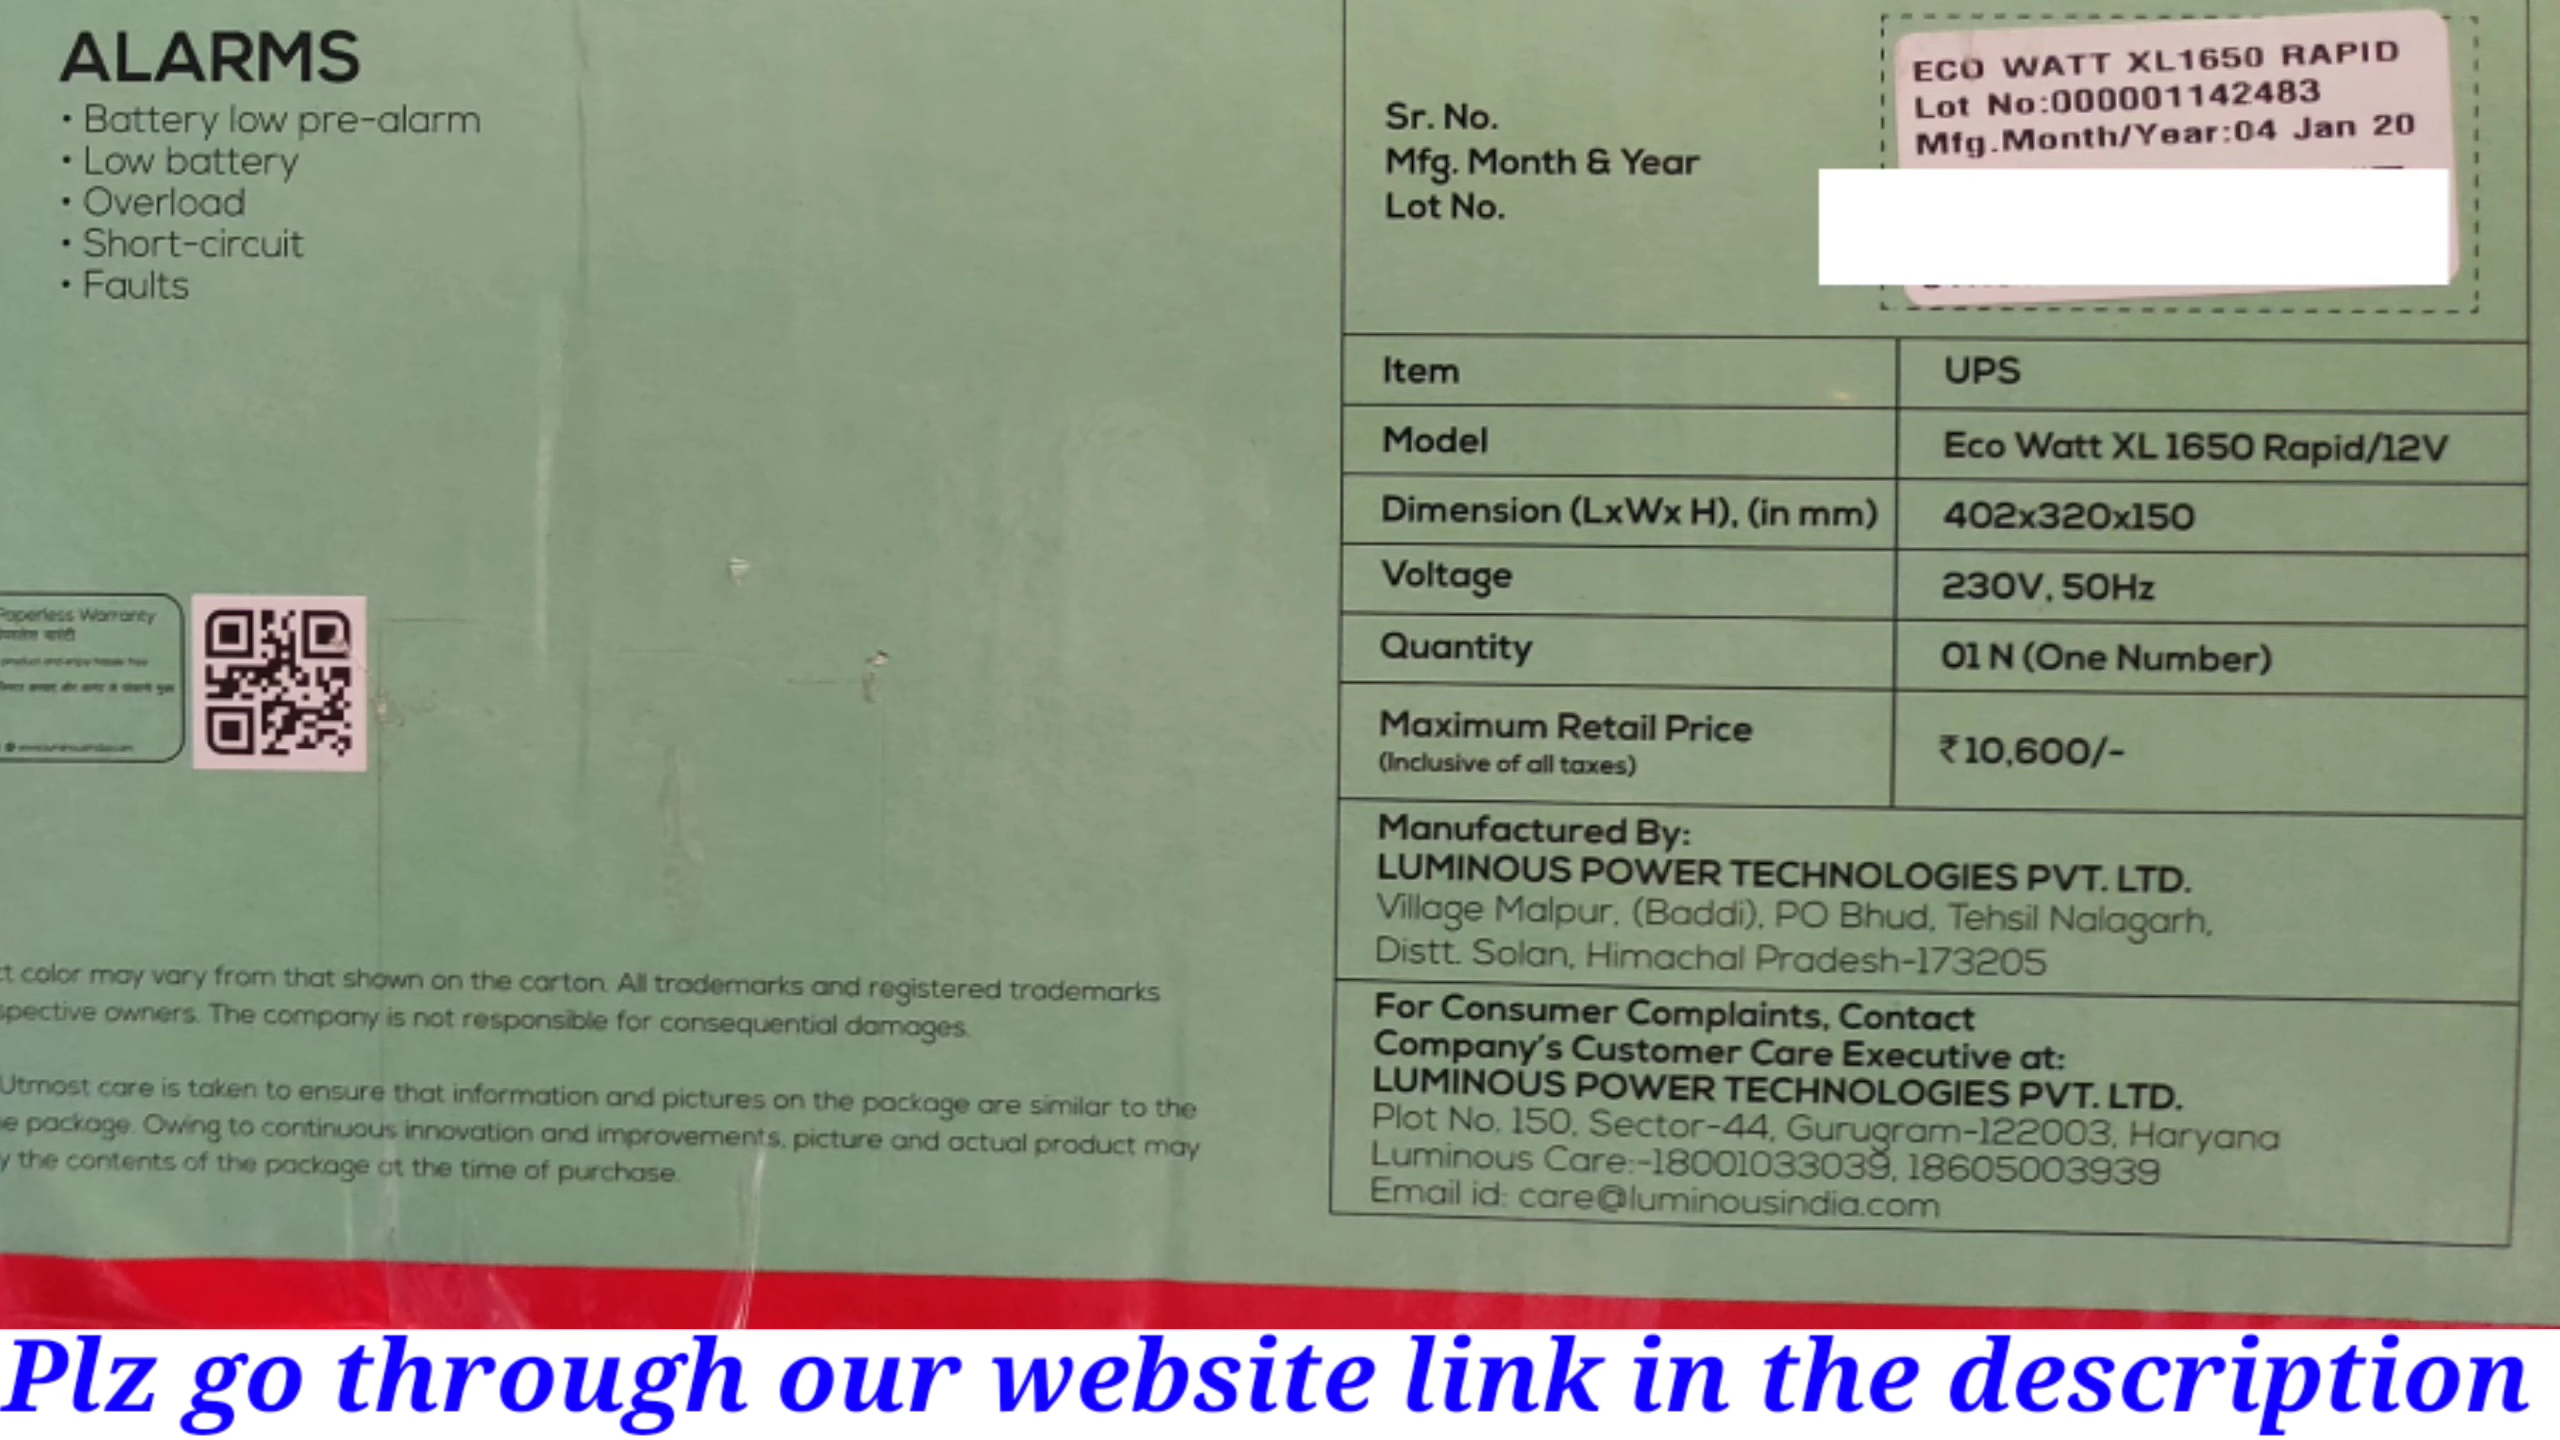 ALARMS
• Battery low pre-alarm
• Low battery
• Overload
• Short-circuit
• Faults
Paperless Warranty
product and enjoy hassle free
ct color may vary from that shown on the carton. All trademarks and registered trademarks
spective owners. The company is not responsible for consequential damages.
Utmost care is taken to ensure that information and pictures on the package are similar to the
e package. Owing to continuous innovation and improvements, picture and actual product may
y the contents of the package at the time of purchase.
Sr. No.
Mfg. Month & Year
Lot No.
ECO WATT XL1650 RAPID
Lot No:000001142483
Mfg.Month/Year:04 Jan 20
Item UPS
Model Eco Watt XL 1650 Rapid/12V
Dimension (LxWx H), (in mm) 402x320x150
Voltage 230V, 50Hz
Quantity 01 N (One Number)
Maximum Retail Price ₹10,600/-
(Inclusive of all taxes)
Manufactured By:
LUMINOUS POWER TECHNOLOGIES PVT. LTD.
Village Malpur, (Baddi), PO Bhud, Tehsil Nalagarh,
Distt. Solan, Himachal Pradesh-173205
For Consumer Complaints, Contact
Company's Customer Care Executive at:
LUMINOUS POWER TECHNOLOGIES PVT. LTD.
Plot No. 150, Sector-44, Gurugram-122003, Haryana
Luminous Care:-18001033039, 18605003939
Email id: care@luminousindia.com
Plz go through our website link in the description